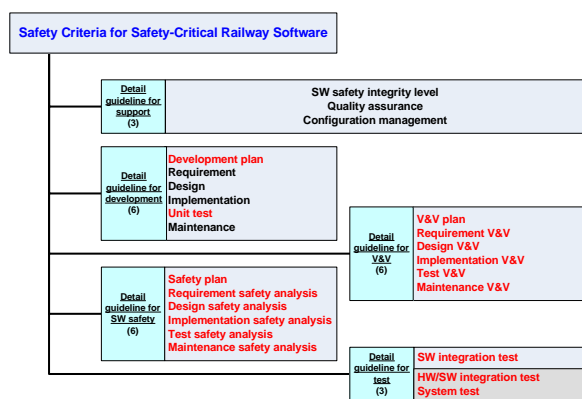 Safety Criteria for Safety-Critical Railway Software
Detail
guideline for
support
(3)
SW safety integrity level
Quality assurance
Configuration management
Detail
guideline for
development
(6)
Development plan
Requirement
Design
Implementation
Unit test
Maintenance
Detail
guideline for
V&V
(6)
V&V plan
Requirement V&V
Design V&V
Implementation V&V
Test V&V
Maintenance V&V
Detail
guideline for
SW safety
(6)
Safety plan
Requirement safety analysis
Design safety analysis
Implementation safety analysis
Test safety analysis
Maintenance safety analysis
Detail
guideline for
test
(3)
SW integration test
HW/SW integration test
System test